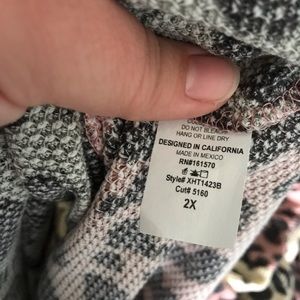 DO NOT BLEACH
HANG OR LINE DRY
DESIGNED IN CALIFORNIA
MADE IN MEXICO
RN#161570
Style# XHT1423B
Cut# 5160
2X